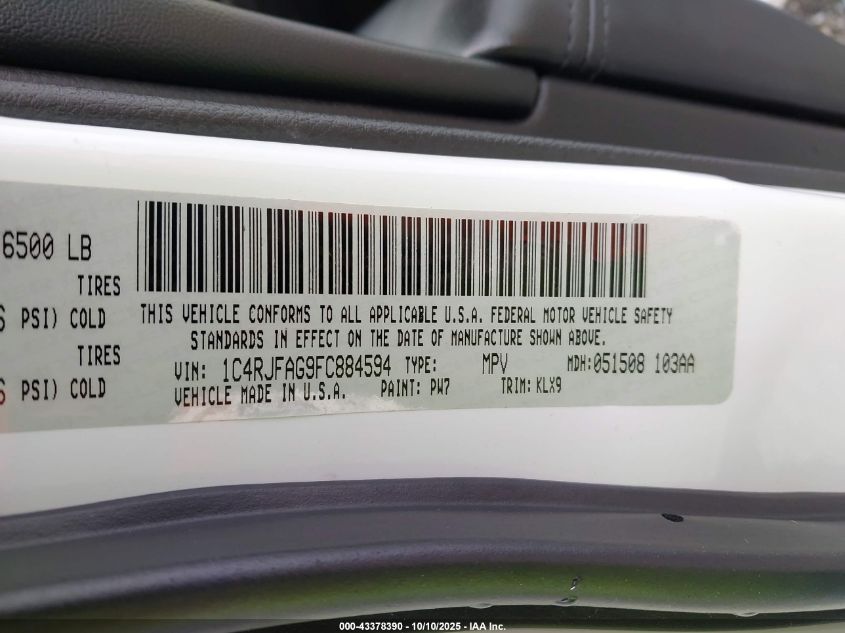 6500 LB
TIRES
PSI) COLD
TIRES
PSI) COLD
THIS VEHICLE CONFORMS TO ALL APPLICABLE U.S.A. FEDERAL MOTOR VEHICLE SAFETY
STANDARDS IN EFFECT ON THE DATE OF MANUFACTURE SHOWN ABOVE.
VIN: 1C4RJFAG9FC884594 TYPE: MPV MDH:051508 103AA
VEHICLE MADE IN U.S.A. PAINT: PW7 TRIM: KLX9
000-43378390 - 10/10/2025 - IAA Inc.